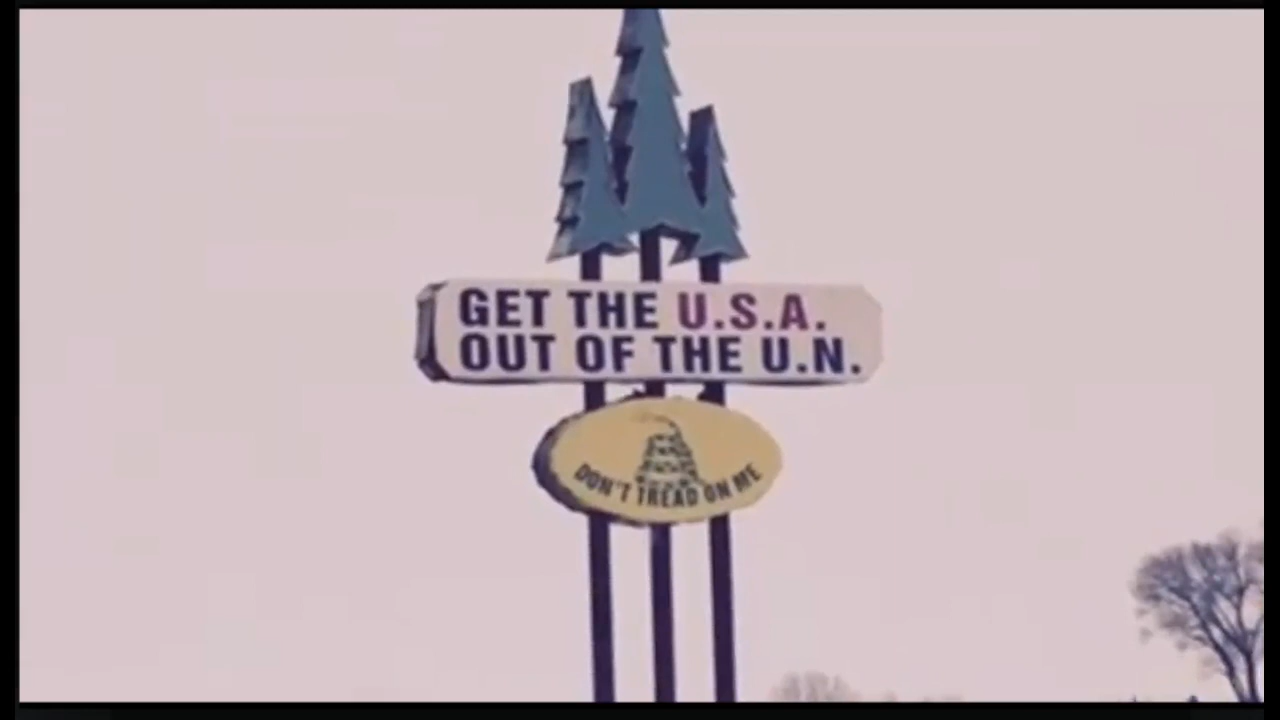 GET THE U.S.A.
OUT OF THE U.N.
DON'T TREAD ON ME